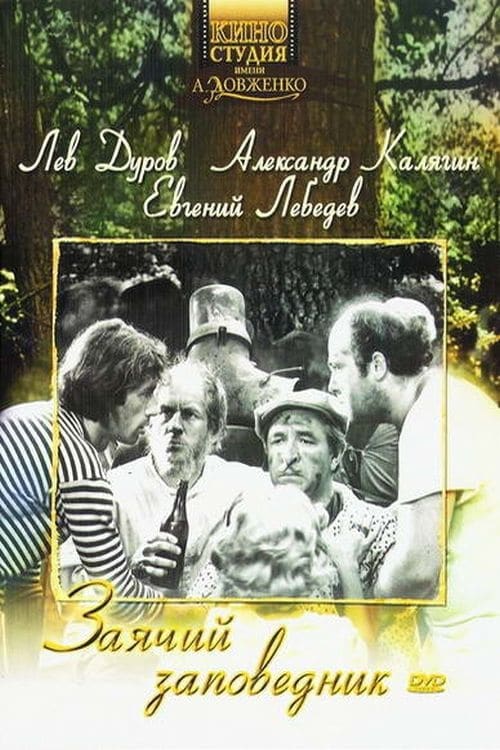 КИНО
СТУДИЯ
ИМЕНИ
А. ДОВЖЕНКО
Лев Дуров Александр Калягин
Евгений Лебедев
Заячий
заповедник
DVD